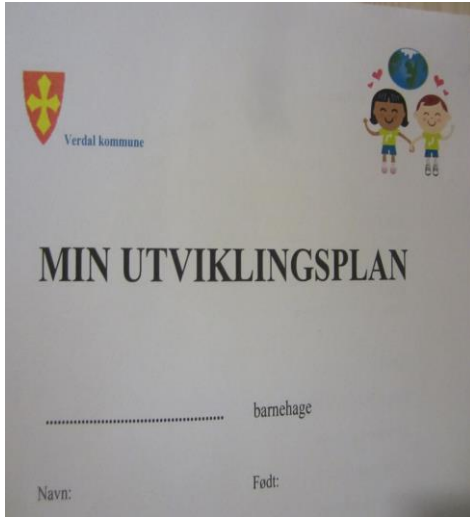 Verdal kommune
MIN UTVIKLINGSPLAN
............................................. barnehage
Navn: Født: